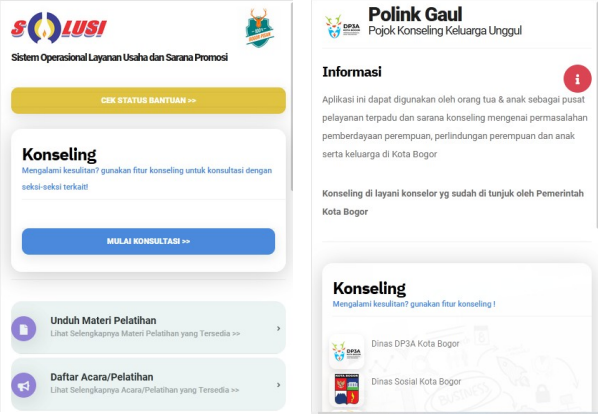 SOLUSI
Sistem Operasional Layanan Usaha dan Sarana Promosi
CEK STATUS BANTUAN >>
Konseling
Mengalami kesulitan? gunakan fitur konseling untuk konsultasi dengan
seksi-seksi terkait!
MULAI KONSULTASI >>
Unduh Materi Pelatihan
Lihat Selengkapnya Materi Pelatihan yang Tersedia >>
Daftar Acara/Pelatihan
Lihat Selengkapnya Acara/Pelatihan yang Tersedia >>
DP3A
Polink Gaul
Pojok Konseling Keluarga Unggul
Informasi
Aplikasi ini dapat digunakan oleh orang tua & anak sebagai pusat
pelayanan terpadu dan sarana konseling mengenai permasalahan
pemberdayaan perempuan, perlindungan perempuan dan anak
serta keluarga di Kota Bogor
Konseling di layani konselor yg sudah di tunjuk oleh Pemerintah
Kota Bogor
Konseling
Mengalami kesulitan? gunakan fitur konseling !
DP3A
Dinas DP3A Kota Bogor
KOTA BOGOR
Dinas Sosial Kota Bogor
BUSINESS